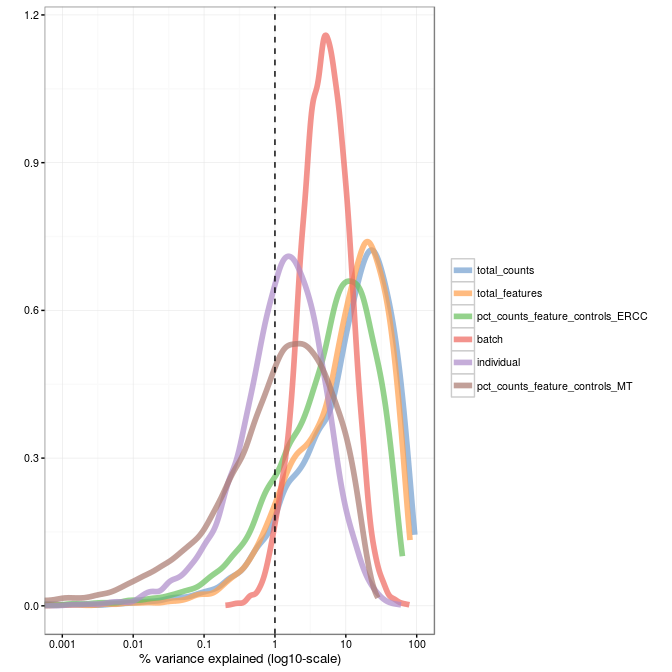 1.2
0.9
0.6
0.3
0.0
0.001 0.01 0.1 1 10 100
% variance explained (log10-scale)
total_counts
total_features
pct_counts_feature_controls_ERCC
batch
individual
pct_counts_feature_controls_MT